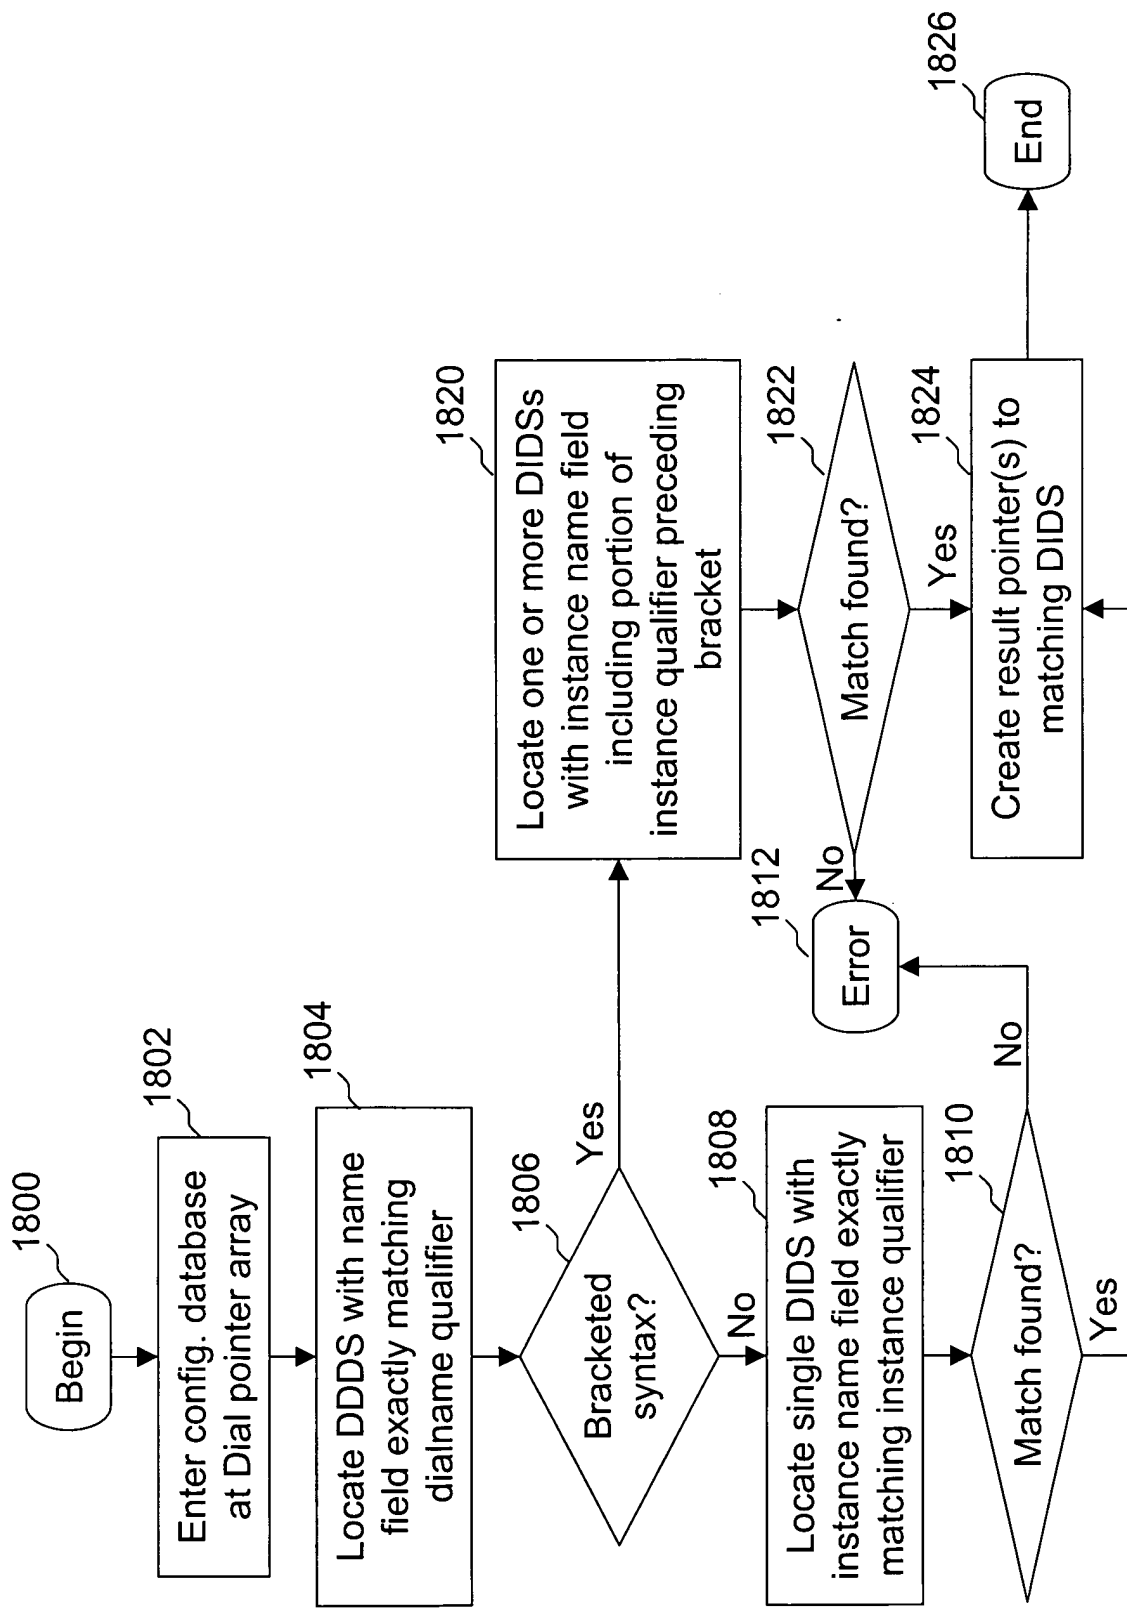 1800
Begin
1802
Enter config. database
at Dial pointer array
1804
Locate DDDS with name
field exactly matching
dialname qualifier
1806
Bracketed
syntax?
Yes
No
1808
Locate single DIDS with
instance name field exactly
matching instance qualifier
1810
Match found?
No
Yes
1812
Error
1820
Locate one or more DIDSs
with instance name field
including portion of
instance qualifier preceding
bracket
1822
Match found?
No
Yes
1824
Create result pointer(s) to
matching DIDS
1826
End